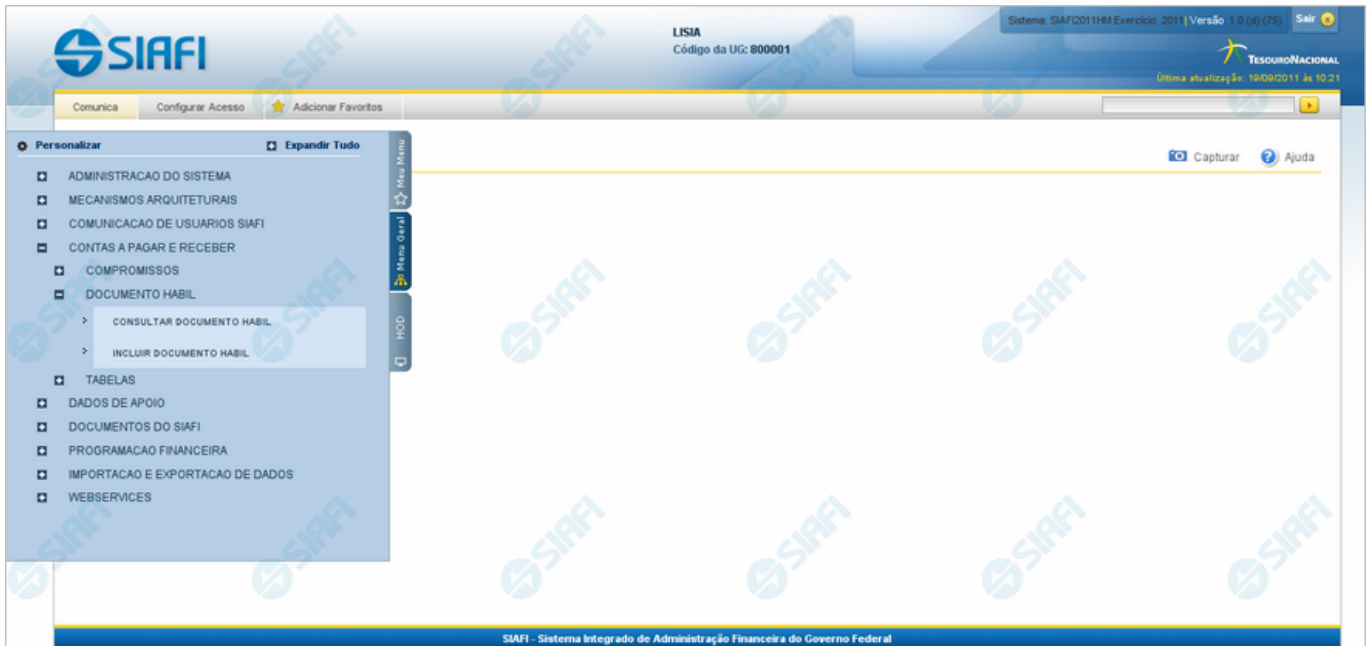 SIAFI
LISIA
Código da UG: 800001
Sistema: SIAFI2011HM Exercício: 2011| Versão 1.0 (d) (75)
Sair
TESOURONACIONAL
Última atualização: 19/09/2011 às 10:21
Comunica
Configurar Acesso
Adicionar Favoritos
Personalizar
Expandir Tudo
Meu Menu
Menu Geral
HOD
Capturar
Ajuda
ADMINISTRACAO DO SISTEMA
MECANISMOS ARQUITETURAIS
COMUNICACAO DE USUARIOS SIAFI
CONTAS A PAGAR E RECEBER
COMPROMISSOS
DOCUMENTO HABIL
CONSULTAR DOCUMENTO HABIL
INCLUIR DOCUMENTO HABIL
TABELAS
DADOS DE APOIO
DOCUMENTOS DO SIAFI
PROGRAMACAO FINANCEIRA
IMPORTACAO E EXPORTACAO DE DADOS
WEBSERVICES
SIAFI - Sistema Integrado de Administração Financeira do Governo Federal